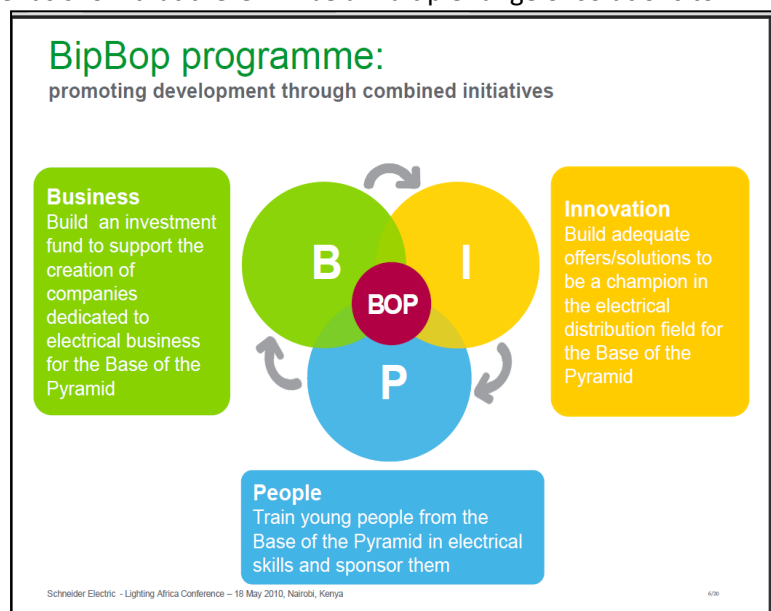 BipBop programme:
promoting development through combined initiatives
Business
Build an investment
fund to support the
creation of
companies
dedicated to
electrical business
for the Base of the
Pyramid
B
I
BOP
P
Innovation
Build adequate
offers/solutions to
be a champion in
the electrical
distribution field for
the Base of the
Pyramid
People
Train young people from the
Base of the Pyramid in electrical
skills and sponsor them
Schneider Electric - Lighting Africa Conference – 18 May 2010, Nairobi, Kenya
6/20